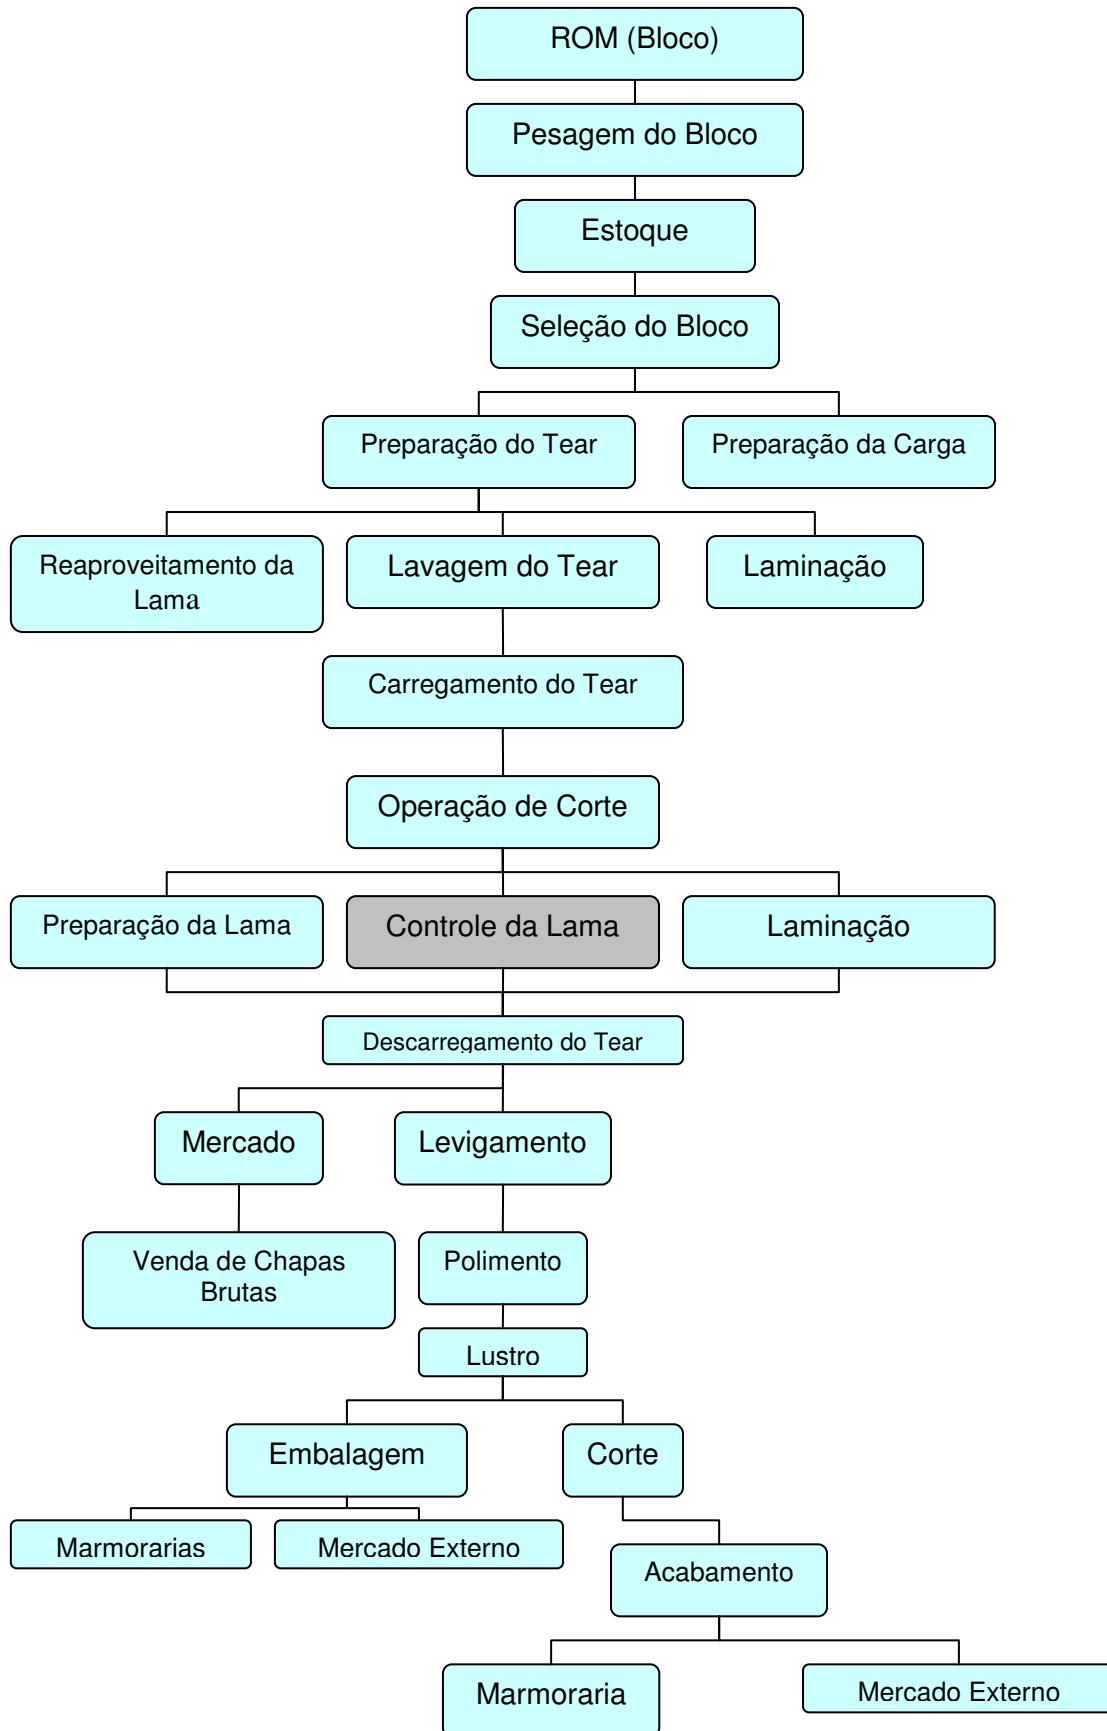 ROM (Bloco)
Pesagem do Bloco
Estoque
Seleção do Bloco
Preparação do Tear
Preparação da Carga
Reaproveitamento da
Lama
Lavagem do Tear
Laminação
Carregamento do Tear
Operação de Corte
Preparação da Lama
Controle da Lama
Laminação
Descarregamento do Tear
Mercado
Levigamento
Venda de Chapas
Brutas
Polimento
Lustro
Embalagem
Corte
Marmorarias
Mercado Externo
Acabamento
Marmoraria
Mercado Externo